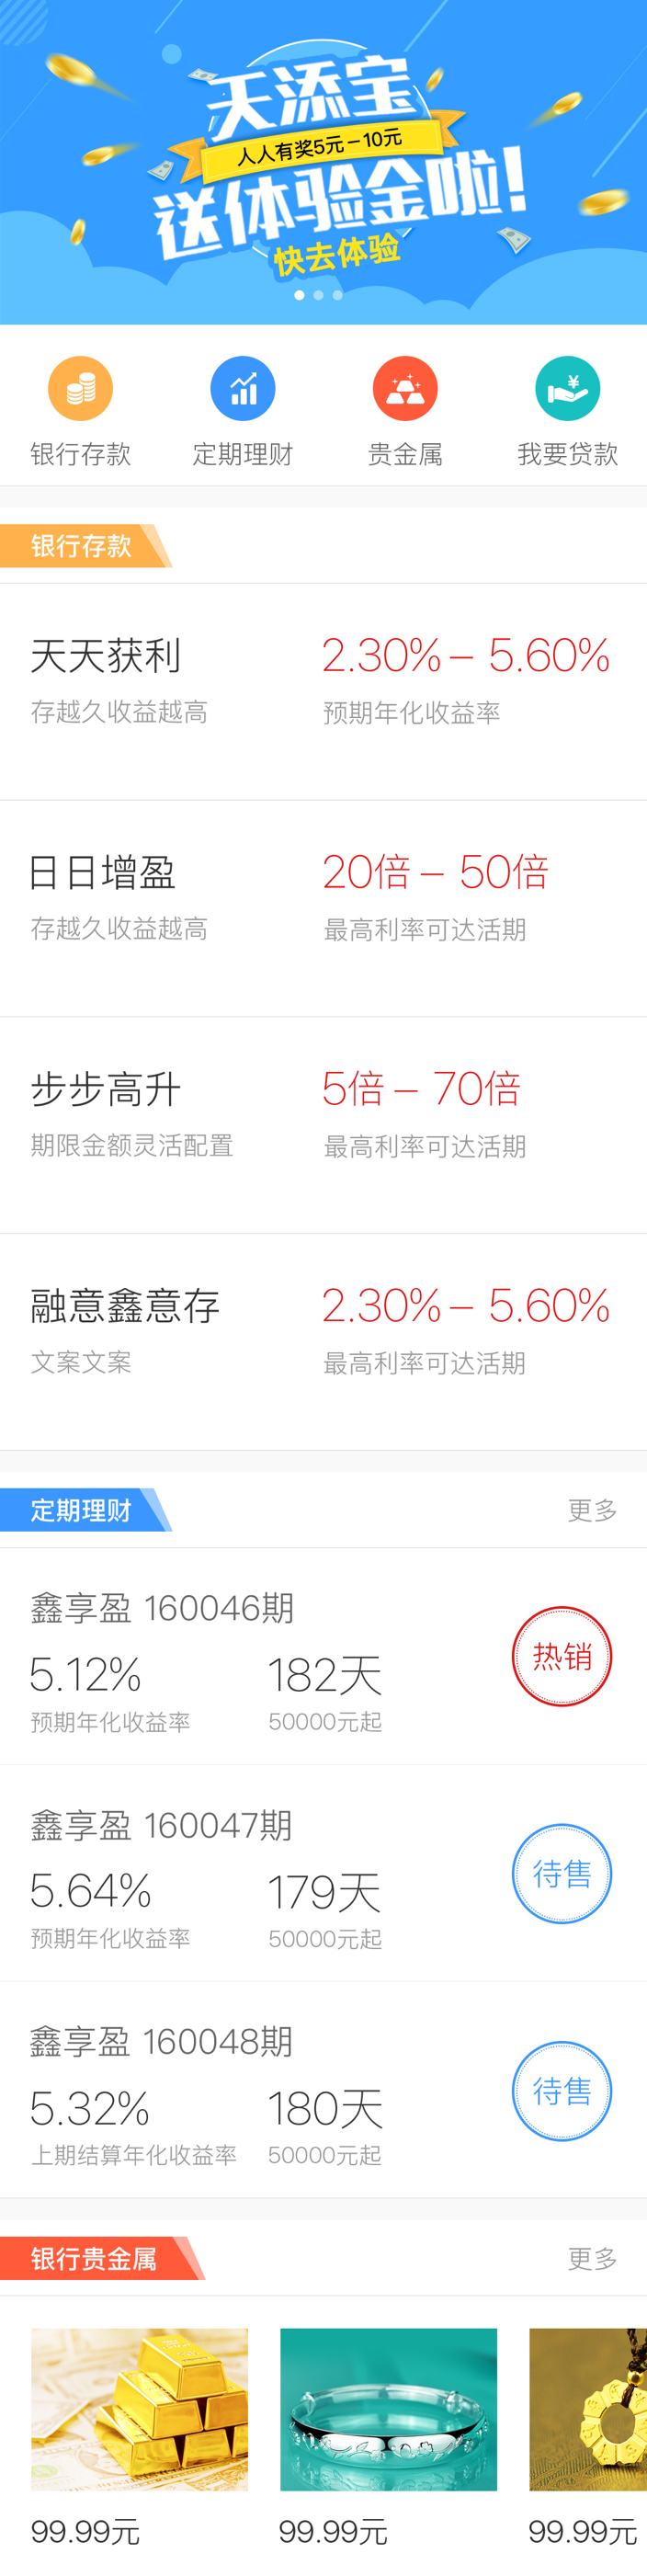 天添宝
人人有奖5元-10元
送体验金啦!
快去体验
银行存款 定期理财 贵金属 我要贷款
银行存款
天天获利 2.30% – 5.60%
存越久收益越高 预期年化收益率
日日增盈 20倍 – 50倍
存越久收益越高 最高利率可达活期
步步高升 5倍 – 70倍
期限金额灵活配置 最高利率可达活期
融意鑫意存 2.30% – 5.60%
文案文案 最高利率可达活期
定期理财 更多
鑫享盈 160046期
5.12% 182天 热销
预期年化收益率 50000元起
鑫享盈 160047期
5.64% 179天 待售
预期年化收益率 50000元起
鑫享盈 160048期
5.32% 180天 待售
上期结算年化收益率 50000元起
银行贵金属 更多
99.99元 99.99元 99.99元